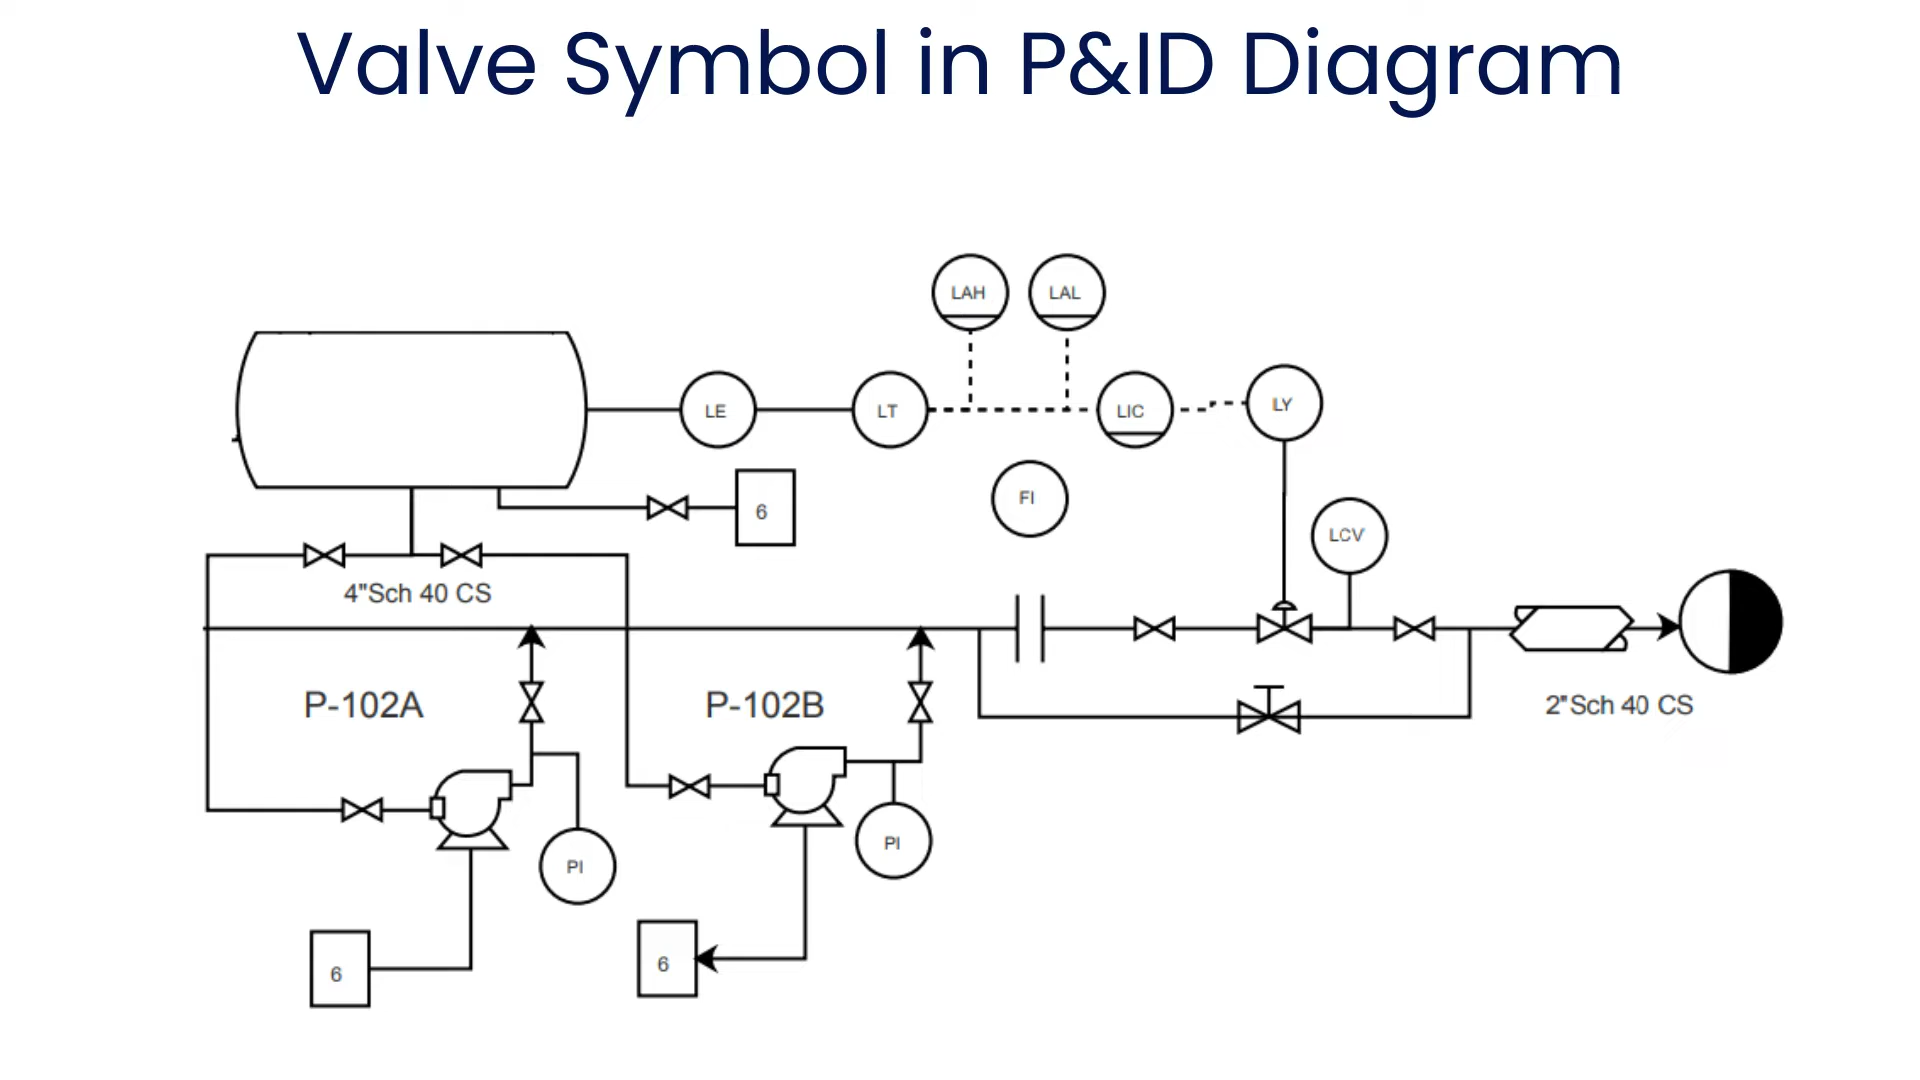 Valve Symbol in P&ID Diagram
LAH
LAL
LE
LT
LIC
LY
FI
6
LCV
4"Sch 40 CS
P-102A
P-102B
2"Sch 40 CS
PI
PI
6
6